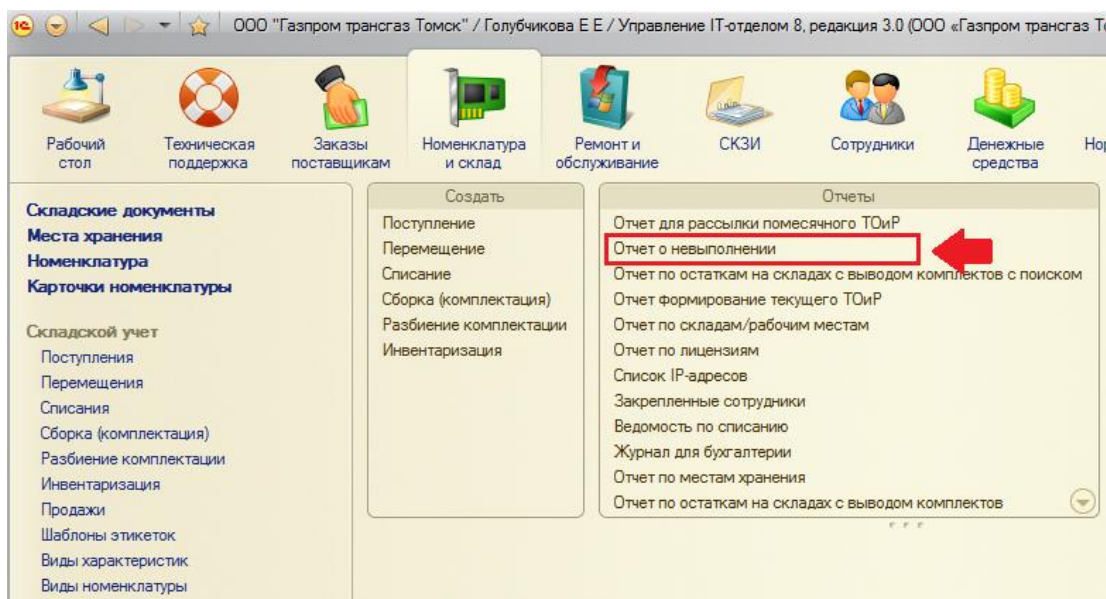 ООО "Газпром трансгаз Томск" / Голубчикова Е Е / Управление IT-отделом 8, редакция 3.0 (ООО «Газпром трансгаз
Рабочий стол
Техническая поддержка
Заказы поставщикам
Номенклатура и склад
Ремонт и обслуживание
СКЗИ
Сотрудники
Денежные средства
Складские документы
Места хранения
Номенклатура
Карточки номенклатуры
Складской учет
Поступления
Перемещения
Списания
Сборка (комплектация)
Разбиение комплектации
Инвентаризация
Продажи
Шаблоны этикеток
Виды характеристик
Виды номенклатуры
Создать
Поступление
Перемещение
Списание
Сборка (комплектация)
Разбиение комплектации
Инвентаризация
Отчеты
Отчет для рассылки помесячного ТОиР
Отчет о невыполнении
Отчет по остаткам на складах с выводом комплектов с поиском
Отчет формирование текущего ТОиР
Отчет по складам/рабочим местам
Отчет по лицензиям
Список IP-адресов
Закрепленные сотрудники
Ведомость по списанию
Журнал для бухгалтерии
Отчет по местам хранения
Отчет по остаткам на складах с выводом комплектов